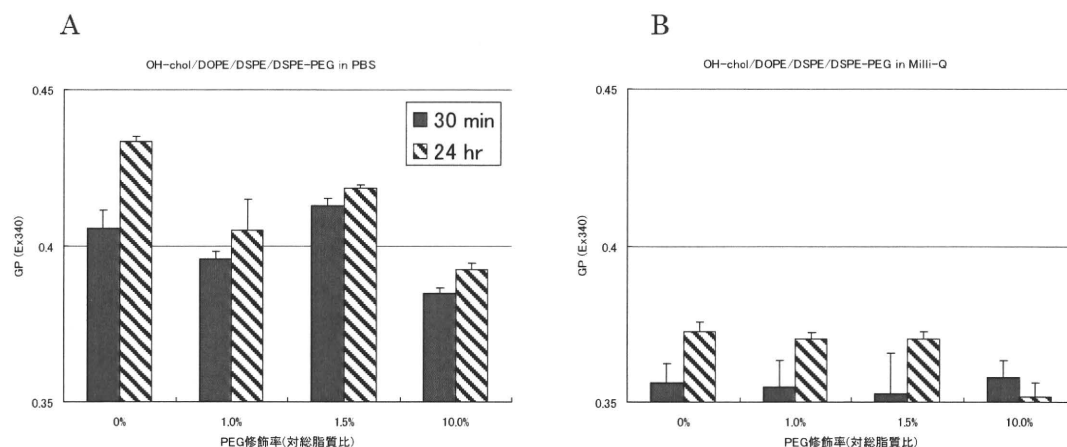 A
OH-chol/DOPE/DSPE/DSPE-PEG in PBS
0.45
0.4
0.35
GP (Ex340)
30 min
24 hr
0%
1.0%
1.5%
10.0%
PEG修飾率(対総脂質比)
B
OH-chol/DOPE/DSPE/DSPE-PEG in Milli-Q
0.45
0.4
0.35
GP (Ex340)
0%
1.0%
1.5%
10.0%
PEG修飾率(対総脂質比)